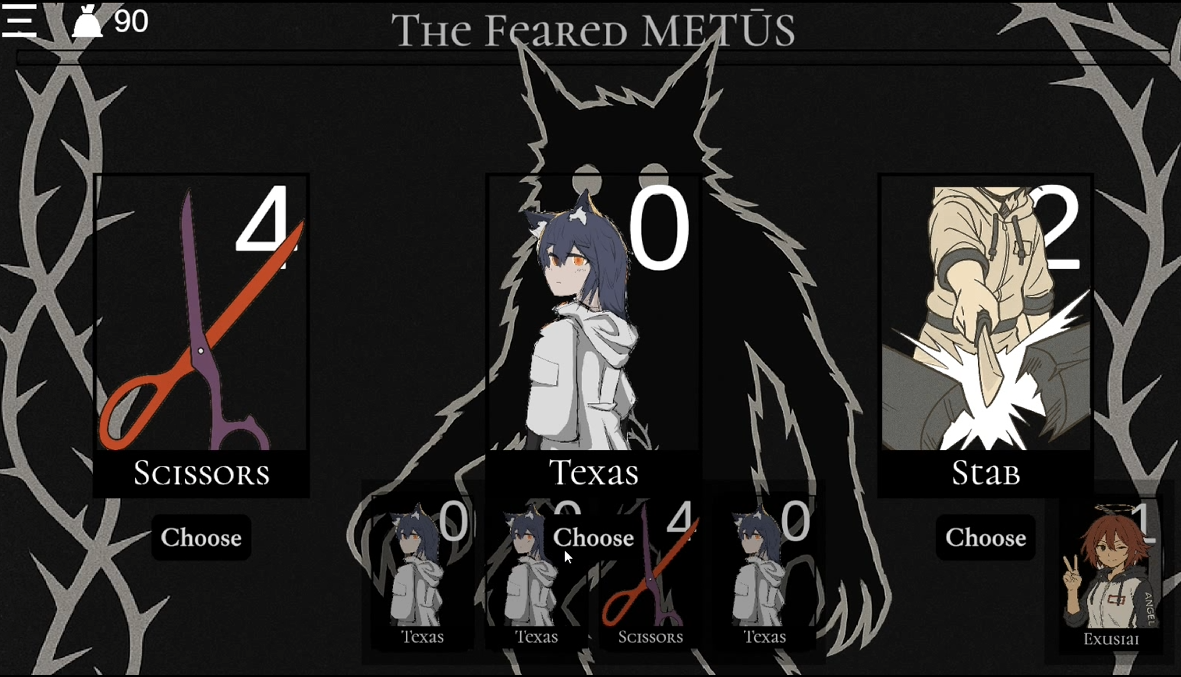 90
The Feared METŪS
4
0
2
Scissors
Texas
Stab
Choose
Choose
Choose
0
4
0
1
Texas
Texas
Scissors
Texas
Exusiai
ANGEL